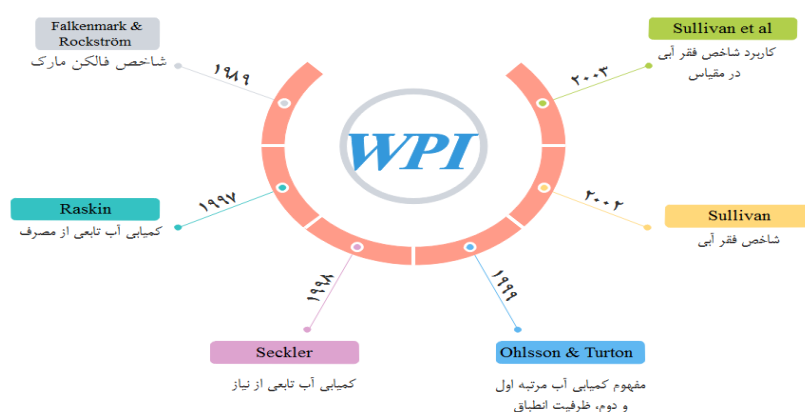 Falkenmark &
Rockström
شاخص فالکن مارک
۱۹۸۹
Raskin
کمیابی آب تابعی از مصرف
۱۹۹۷
Seckler
کمیابی آب تابعی از نیاز
۱۹۹۸
Ohlsson & Turton
مفهوم کمیابی آب مرتبه اول
و دوم، ظرفیت انطباق
۱۹۹۹
Sullivan
شاخص فقر آبی
۲۰۰۲
Sullivan et al
کاربرد شاخص فقر آبی
در مقیاس
۲۰۰۳
WPI